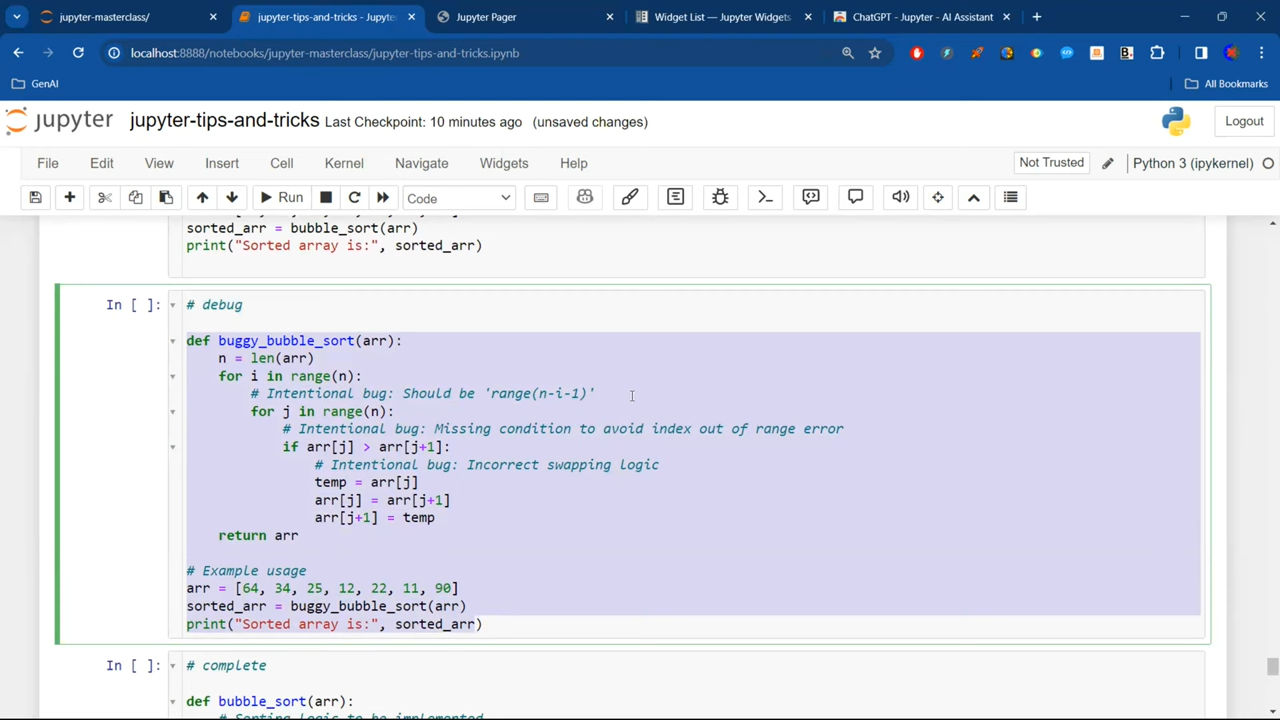 jupyter-masterclass/
jupyter-tips-and-tricks - Jupyte
Jupyter Pager
Widget List — Jupyter Widgets
ChatGPT - Jupyter - AI Assistant
localhost:8888/notebooks/jupyter-masterclass/jupyter-tips-and-tricks.ipynb
GenAI
All Bookmarks
jupyter jupyter-tips-and-tricks Last Checkpoint: 10 minutes ago (unsaved changes)
Logout
File Edit View Insert Cell Kernel Navigate Widgets Help
Not Trusted
Python 3 (ipykernel)
Run
Code
sorted_arr = bubble_sort(arr)
print("Sorted array is:", sorted_arr)
In [ ]:
# debug
def buggy_bubble_sort(arr):
n = len(arr)
for i in range(n):
# Intentional bug: Should be 'range(n-i-1)'
for j in range(n):
# Intentional bug: Missing condition to avoid index out of range error
if arr[j] > arr[j+1]:
# Intentional bug: Incorrect swapping logic
temp = arr[j]
arr[j] = arr[j+1]
arr[j+1] = temp
return arr
# Example usage
arr = [64, 34, 25, 12, 22, 11, 90]
sorted_arr = buggy_bubble_sort(arr)
print("Sorted array is:", sorted_arr)
In [ ]:
# complete
def bubble_sort(arr):
# Sorting logic to be implemented